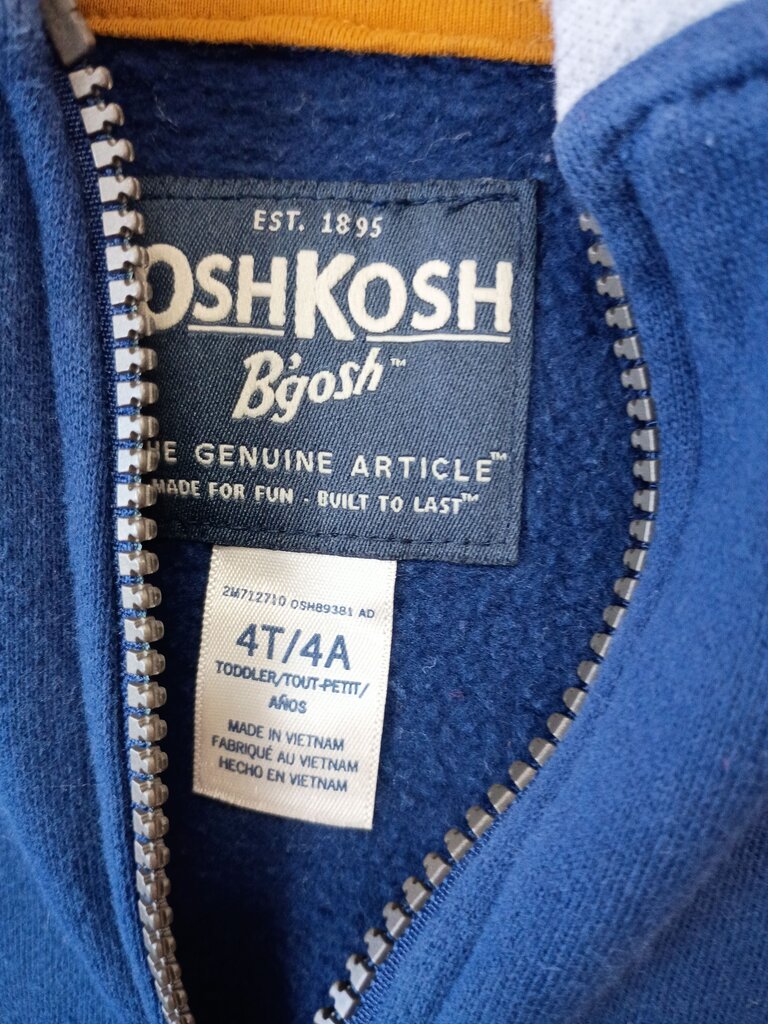 EST. 1895
OSHKOSH
B'gosh™
HE GENUINE ARTICLE™
MADE FOR FUN - BUILT TO LAST™
2M712710 OSH89381 AD
4T/4A
TODDLER/TOUT-PETIT/
AÑOS
MADE IN VIETNAM
FABRIQUÉ AU VIETNAM
HECHO EN VIETNAM